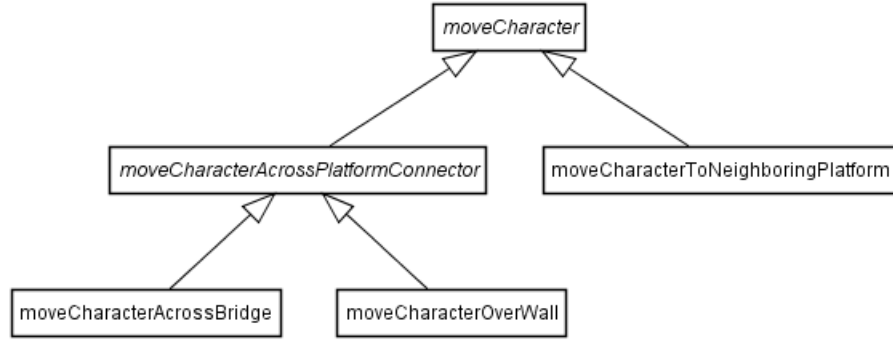 moveCharacter
moveCharacterAcrossPlatformConnector
moveCharacterToNeighboringPlatform
moveCharacterAcrossBridge
moveCharacterOverWall